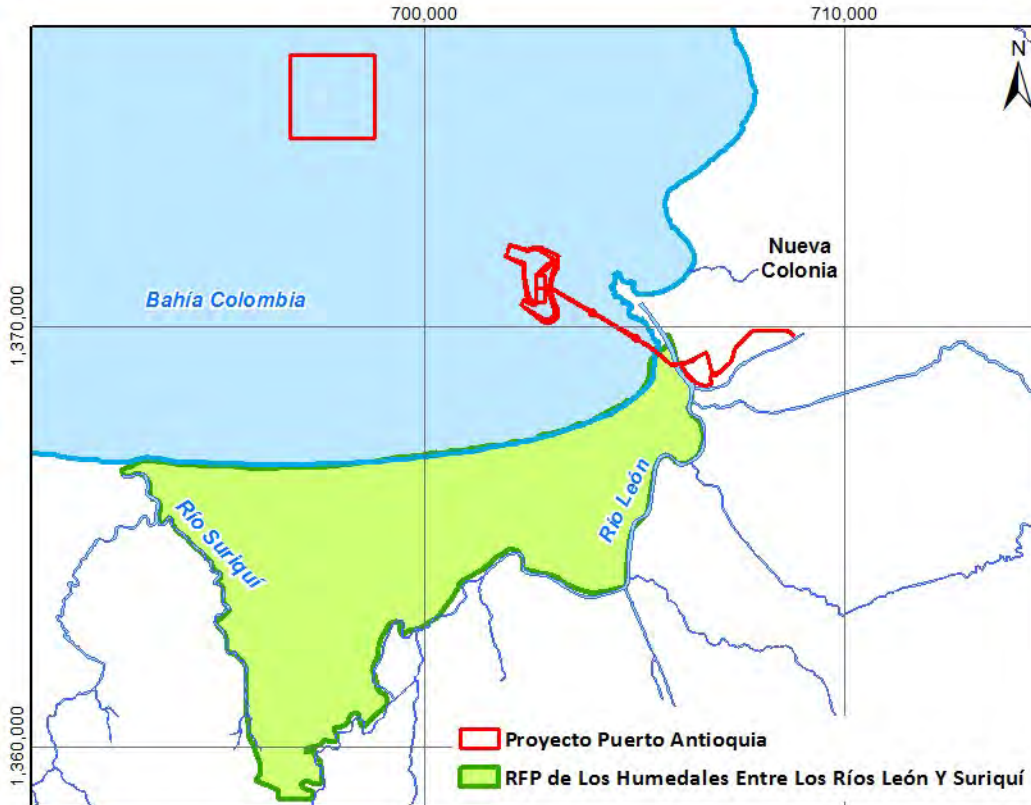 700,000
710,000
N
Nueva
Colonia
Bahía Colombia
1,370,000
Río León
Río Suriquí
Proyecto Puerto Antioquia
1,360,000
RFP de Los Humedales Entre Los Ríos León Y Suriquí